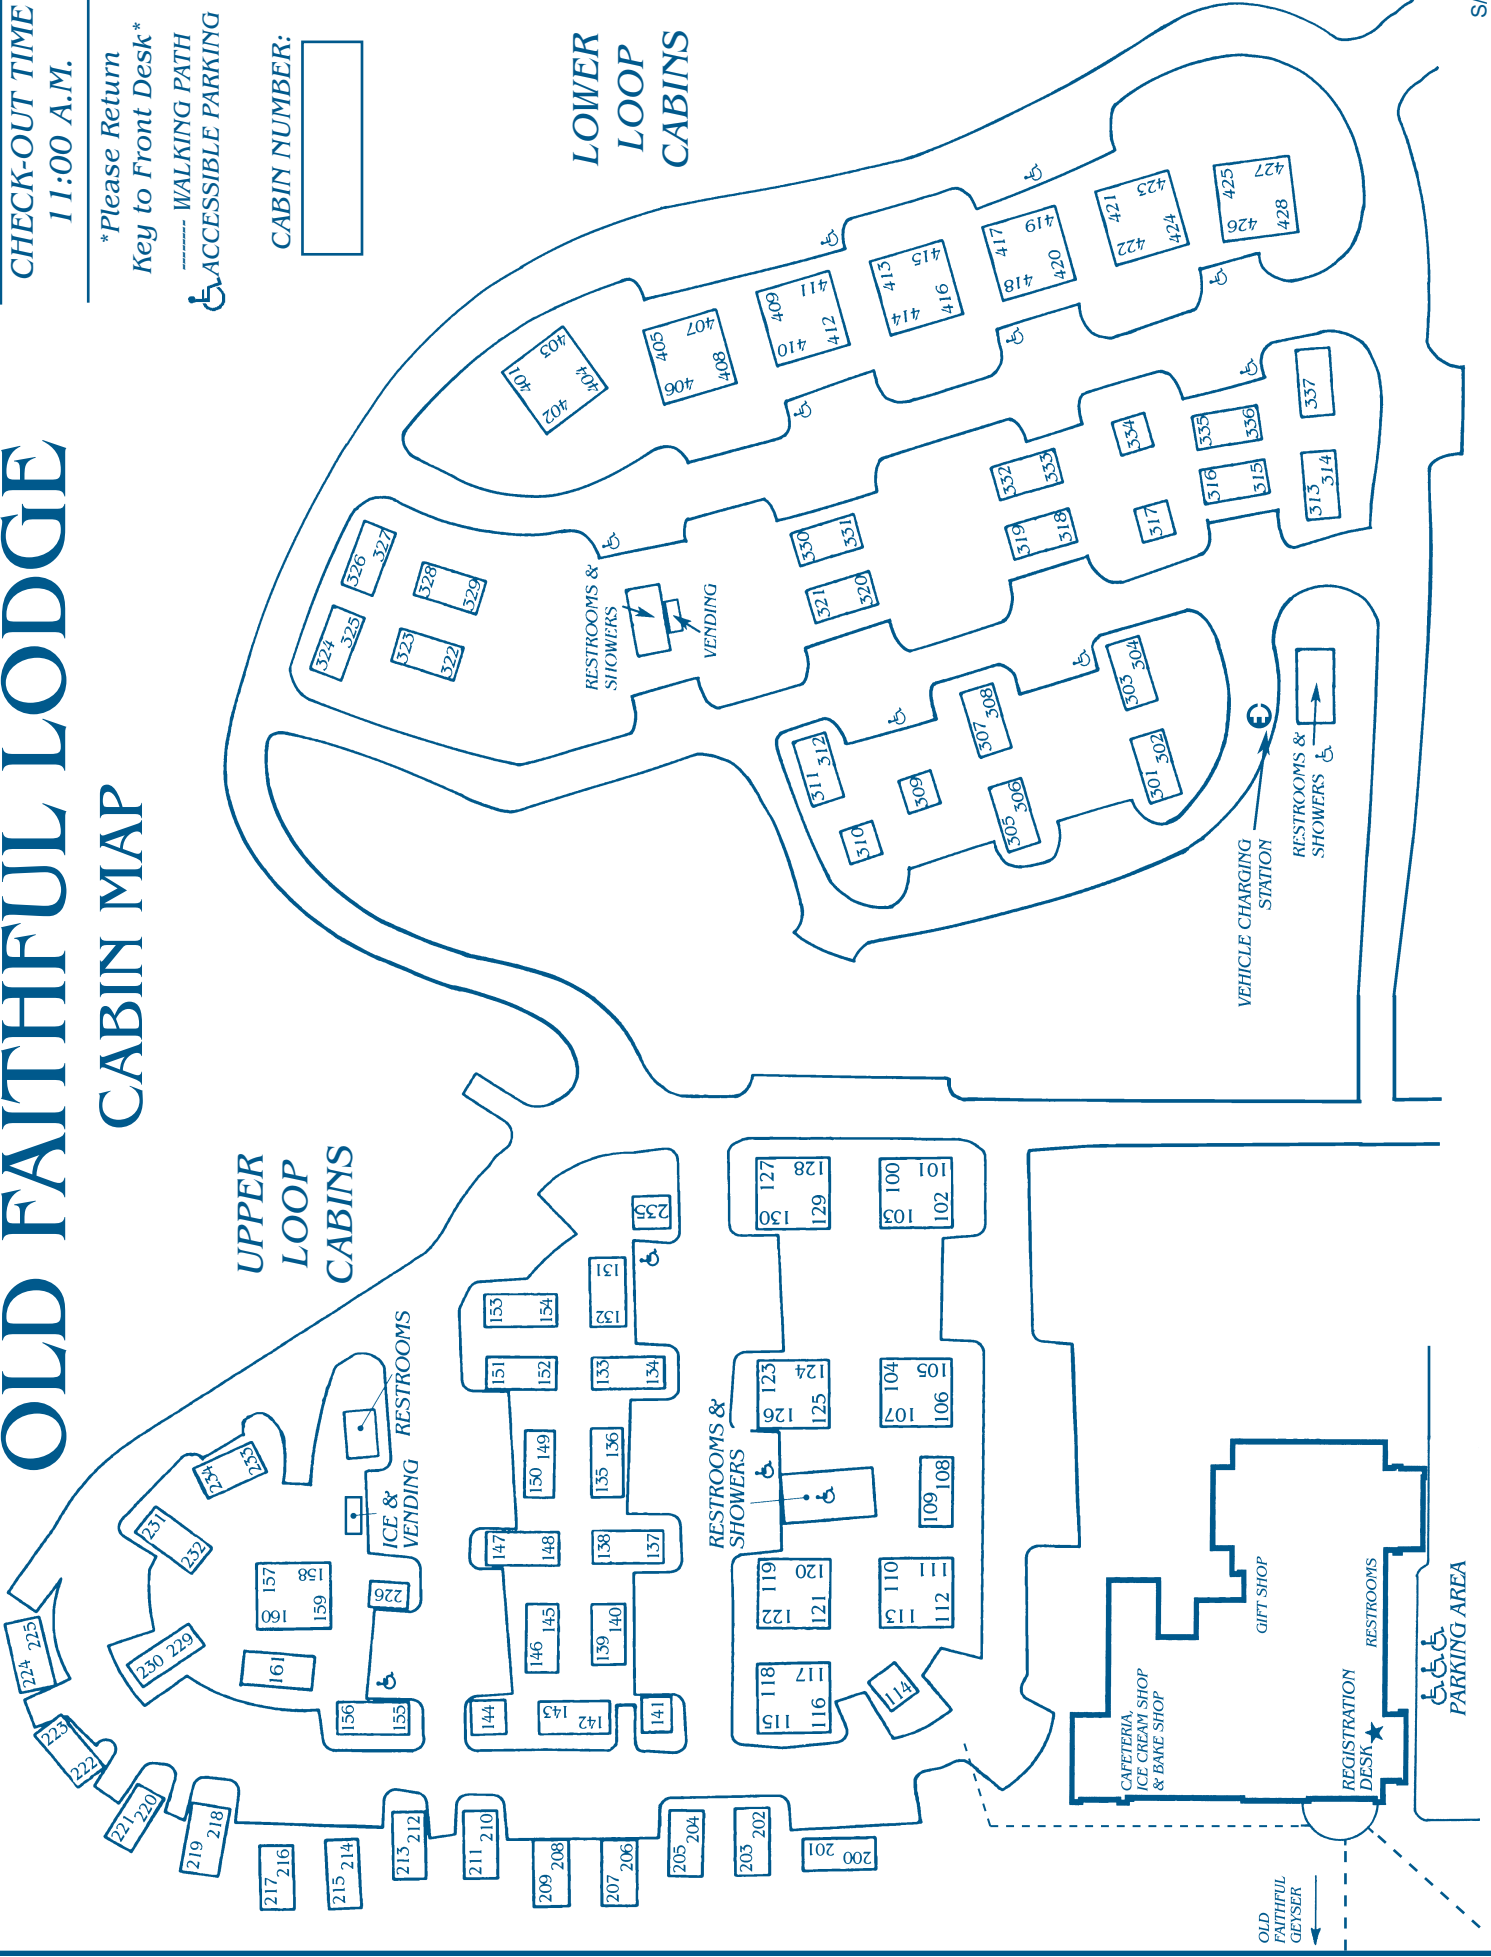 OLD FAITHFUL LODGE
CABIN MAP
CHECK-OUT TIME
11:00 A.M.
*Please Return
Key to Front Desk*
------- WALKING PATH
ACCESSIBLE PARKING
CABIN NUMBER:
UPPER
LOOP
CABINS
LOWER
LOOP
CABINS
224 225
223
222
221 220
219 218
217 216
215 214
213 212
211 210
209 208
207 206
205 204
203 202
201 200
231
232
234
233
230 229
157 158
160 159
161
226
156
155
RESTROOMS
ICE &
VENDING
153
154
151
152
150 149
147
148
146 145
144
143 142
141
139 140
138
137
135 136
133
134
132 131
235
RESTROOMS &
SHOWERS
127 128
130 129
100 101
103 102
123 124
126 125
104 105
107 106
109 108
119 120
122 121
110 111
113 112
118 117
115 116
114
401 403
402 404
405 407
406 408
409 411
410 412
413 415
414 416
417 419
418 420
421 423
422 424
425 427
426 428
326 327
324 325
328
329
323
322
RESTROOMS &
SHOWERS
VENDING
330
331
321
320
332
333
319
318
334
317
335
336
316
315
337
313 314
311 312
310
309
307 308
305 306
303 304
301 302
VEHICLE CHARGING
STATION
RESTROOMS &
SHOWERS
CAFETERIA,
ICE CREAM SHOP
& BAKE SHOP
GIFT SHOP
RESTROOMS
REGISTRATION
DESK
PARKING AREA
OLD
FAITHFUL
GEYSER